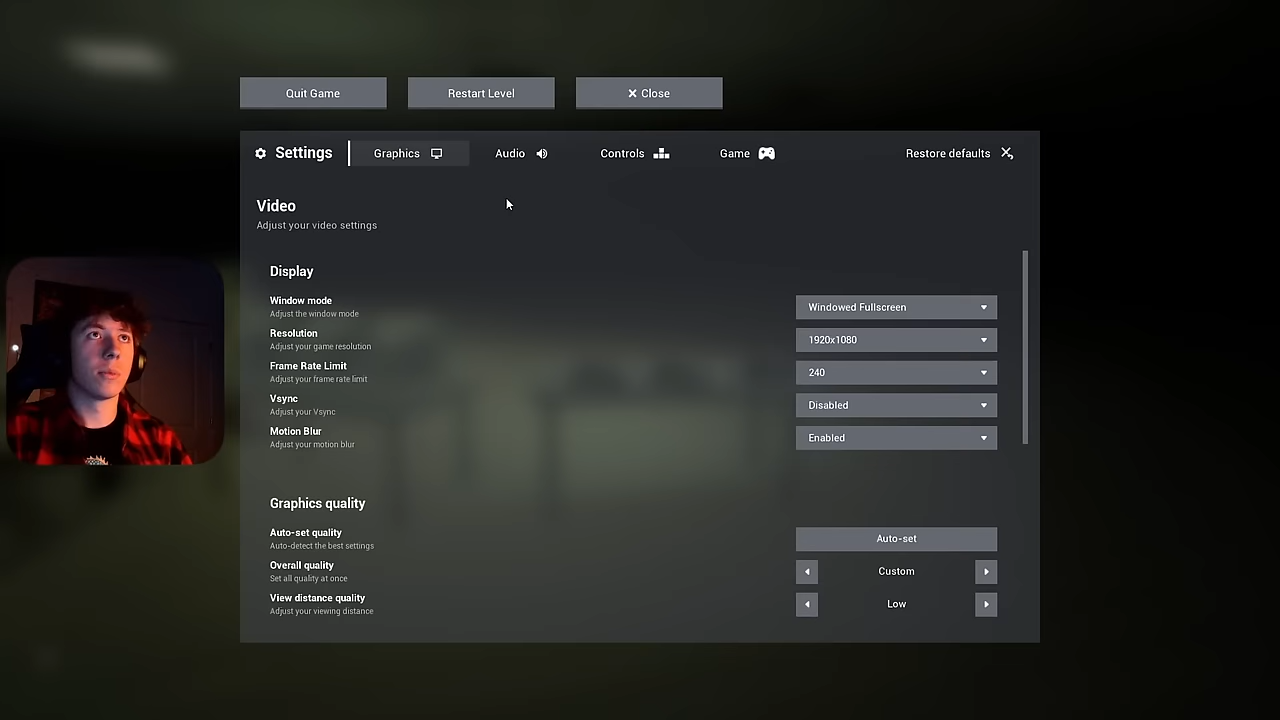 Quit Game
Restart Level
Close
Settings
Graphics
Audio
Controls
Game
Restore defaults
Video
Adjust your video settings
Display
Window mode
Adjust the window mode
Windowed Fullscreen
Resolution
Adjust your game resolution
1920x1080
Frame Rate Limit
Adjust your frame rate limit
240
Vsync
Adjust your Vsync
Disabled
Motion Blur
Adjust your motion blur
Enabled
Graphics quality
Auto-set quality
Auto-detect the best settings
Auto-set
Overall quality
Set all quality at once
Custom
View distance quality
Adjust your viewing distance
Low